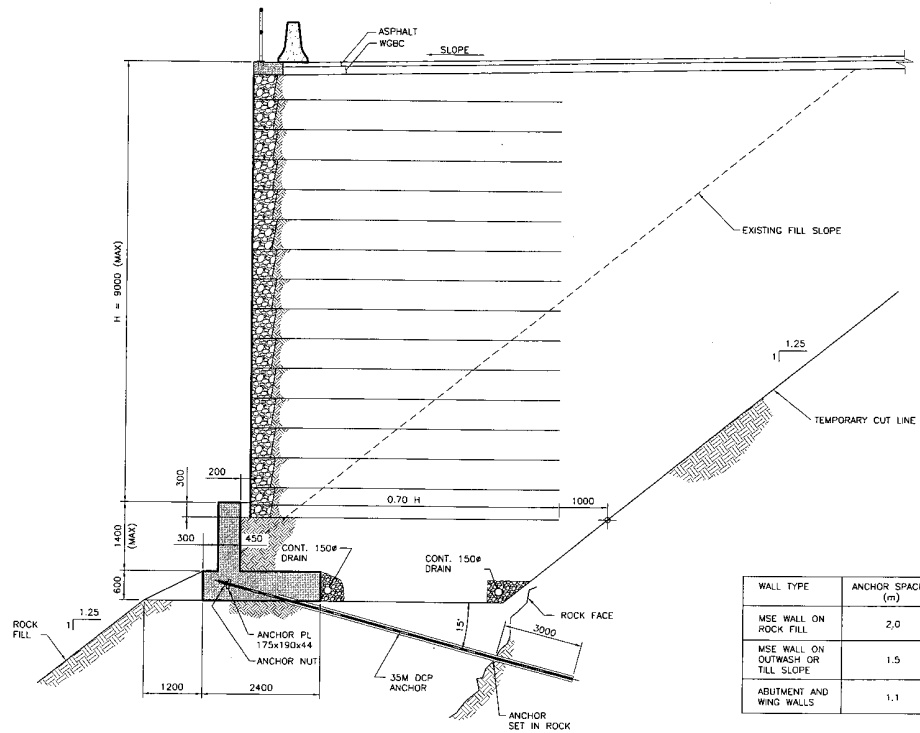 ASPHALT
WGBC
SLOPE
H = 9000 (MAX)
EXISTING FILL SLOPE
1.25
1
TEMPORARY CUT LINE
200
300
0.70 H
1000
1400
(MAX)
300
450
CONT. 150ø
DRAIN
CONT. 150ø
DRAIN
600
ROCK FACE
3000
15°
1.25
1
ROCK
FILL
ANCHOR PL
175x190x44
ANCHOR NUT
35M DCP
ANCHOR
1200
2400
ANCHOR
SET IN ROCK
WALL TYPE
ANCHOR SPAC
(m)
MSE WALL ON
ROCK FILL
2,0
MSE WALL ON
OUTWASH OR
TILL SLOPE
1.5
ABUTMENT AND
WING WALLS
1.1